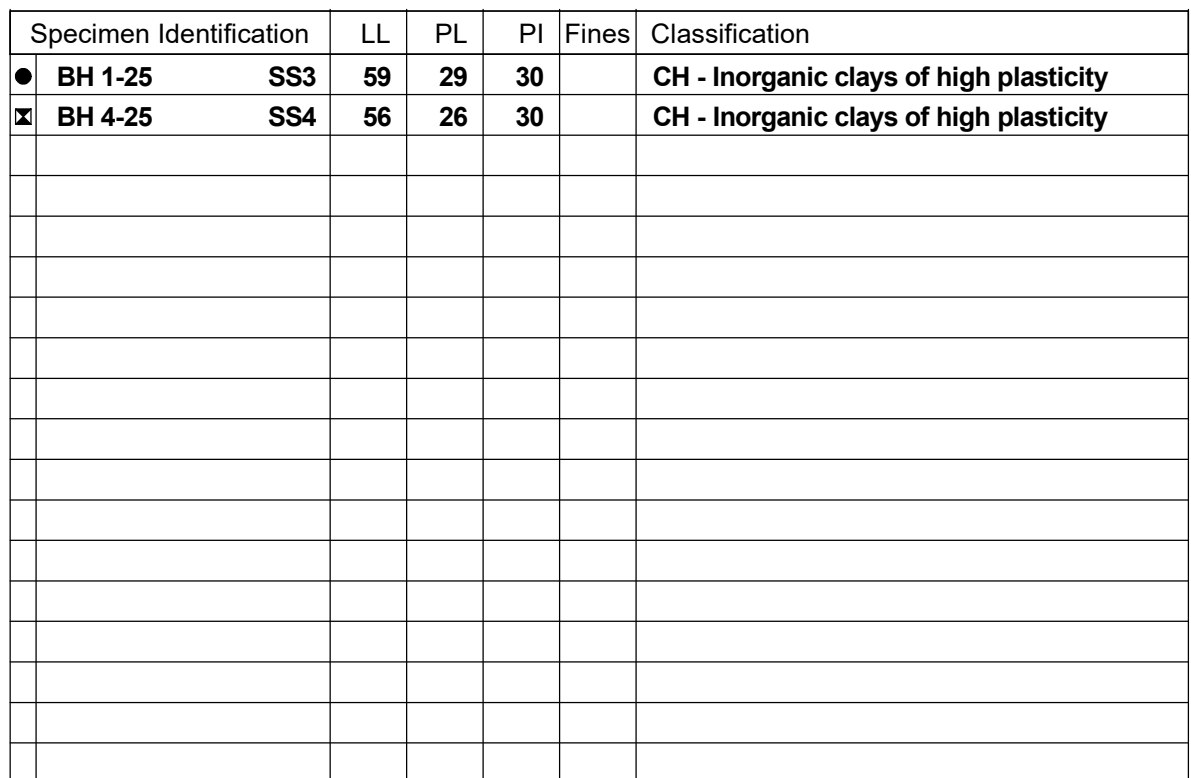 Specimen Identification LL PL PI Fines Classification
BH 1-25 SS3 59 29 30 CH - Inorganic clays of high plasticity
BH 4-25 SS4 56 26 30 CH - Inorganic clays of high plasticity